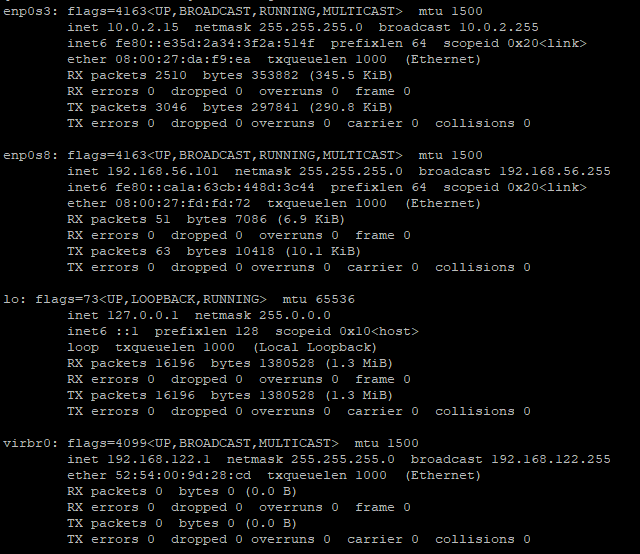 enp0s3: flags=4163<UP,BROADCAST,RUNNING,MULTICAST>  mtu 1500
        inet 10.0.2.15  netmask 255.255.255.0  broadcast 10.0.2.255
        inet6 fe80::e35d:2a34:3f2a:514f  prefixlen 64  scopeid 0x20<link>
        ether 08:00:27:da:f9:ea  txqueuelen 1000  (Ethernet)
        RX packets 2510  bytes 353882 (345.5 KiB)
        RX errors 0  dropped 0  overruns 0  frame 0
        TX packets 3046  bytes 297841 (290.8 KiB)
        TX errors 0  dropped 0 overruns 0  carrier 0  collisions 0

enp0s8: flags=4163<UP,BROADCAST,RUNNING,MULTICAST>  mtu 1500
        inet 192.168.56.101  netmask 255.255.255.0  broadcast 192.168.56.255
        inet6 fe80::ca1a:63cb:448d:3c44  prefixlen 64  scopeid 0x20<link>
        ether 08:00:27:fd:fd:72  txqueuelen 1000  (Ethernet)
        RX packets 51  bytes 7086 (6.9 KiB)
        RX errors 0  dropped 0  overruns 0  frame 0
        TX packets 63  bytes 10418 (10.1 KiB)
        TX errors 0  dropped 0 overruns 0  carrier 0  collisions 0

lo: flags=73<UP,LOOPBACK,RUNNING>  mtu 65536
        inet 127.0.0.1  netmask 255.0.0.0
        inet6 ::1  prefixlen 128  scopeid 0x10<host>
        loop  txqueuelen 1000  (Local Loopback)
        RX packets 16196  bytes 1380528 (1.3 MiB)
        RX errors 0  dropped 0  overruns 0  frame 0
        TX packets 16196  bytes 1380528 (1.3 MiB)
        TX errors 0  dropped 0 overruns 0  carrier 0  collisions 0

virbr0: flags=4099<UP,BROADCAST,MULTICAST>  mtu 1500
        inet 192.168.122.1  netmask 255.255.255.0  broadcast 192.168.122.255
        ether 52:54:00:9d:28:cd  txqueuelen 1000  (Ethernet)
        RX packets 0  bytes 0 (0.0 B)
        RX errors 0  dropped 0  overruns 0  frame 0
        TX packets 0  bytes 0 (0.0 B)
        TX errors 0  dropped 0 overruns 0  carrier 0  collisions 0